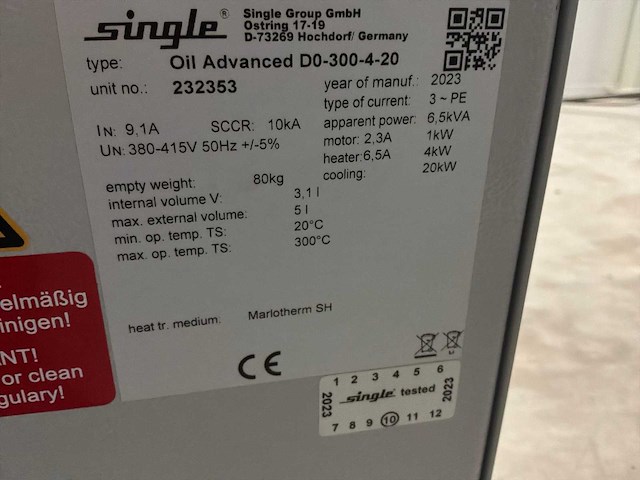 single®
Single Group GmbH
Ostring 17-19
D-73269 Hochdorf/ Germany
type: Oil Advanced D0-300-4-20
unit no.: 232353
year of manuf.: 2023
type of current: 3 ~ PE
IN: 9,1A SCCR: 10kA
apparent power: 6,5kVA
UN: 380-415V 50Hz +/-5%
motor: 2,3A 1kW
heater: 6,5A 4kW
cooling: 20kW
empty weight: 80kg
internal volume V: 3,1 l
max. external volume: 5 l
min. op. temp. TS: 20°C
max. op. temp. TS: 300°C
heat tr. medium: Marlotherm SH
CE
elmäßig
inigen!
NT!
or clean
gulary!
1 2 3 4 5 6
2023 single® tested 2023
7 8 9 10 11 12